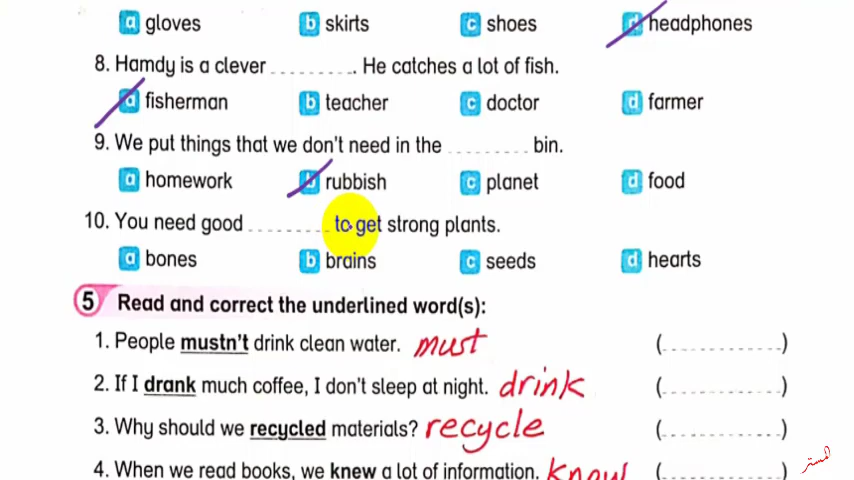 a gloves b skirts c shoes d headphones
8. Hamdy is a clever ......... . He catches a lot of fish.
a fisherman b teacher c doctor d farmer
9. We put things that we don't need in the ......... bin.
a homework b rubbish c planet d food
10. You need good ......... to get strong plants.
a bones b brains c seeds d hearts
5 Read and correct the underlined word(s):
1. People mustn't drink clean water. must (..............)
2. If I drank much coffee, I don't sleep at night. drink (..............)
3. Why should we recycled materials? recycle (..............)
4. When we read books, we knew a lot of information. know (..............)
المستر